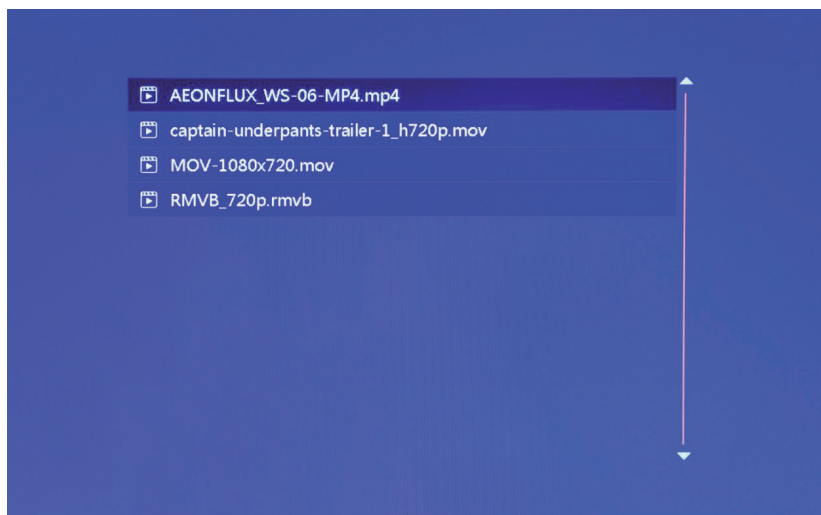 AEONFLUX_WS-06-MP4.mp4
captain-underpants-trailer-1_h720p.mov
MOV-1080x720.mov
RMVB_720p.rmvb